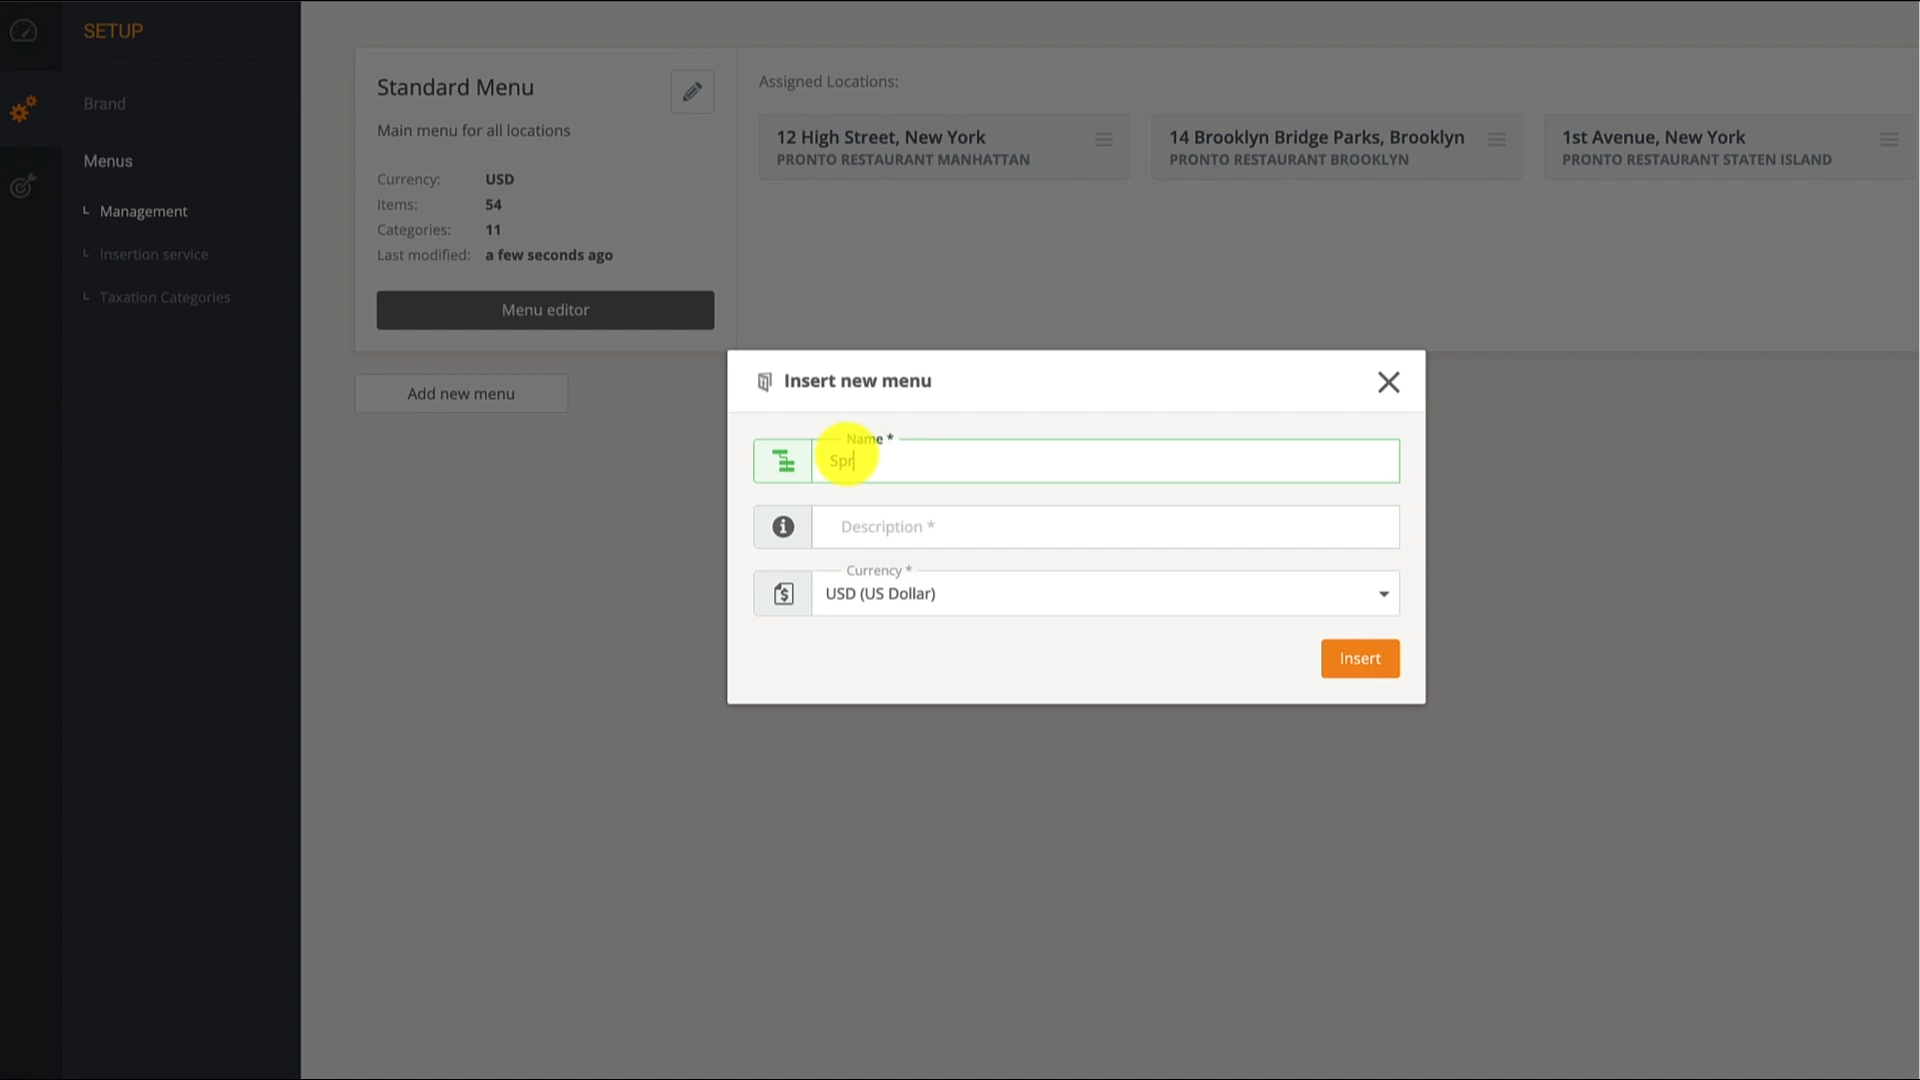 SETUP
Brand
Menus
Management
Insertion service
Taxation Categories
Standard Menu
Main menu for all locations
Currency: USD
Items: 54
Categories: 11
Last modified: a few seconds ago
Menu editor
Add new menu
Assigned Locations:
12 High Street, New York
PRONTO RESTAURANT MANHATTAN
14 Brooklyn Bridge Parks, Brooklyn
PRONTO RESTAURANT BROOKLYN
1st Avenue, New York
PRONTO RESTAURANT STATEN ISLAND
Insert new menu
Name *
Spr
Description *
Currency *
USD (US Dollar)
Insert